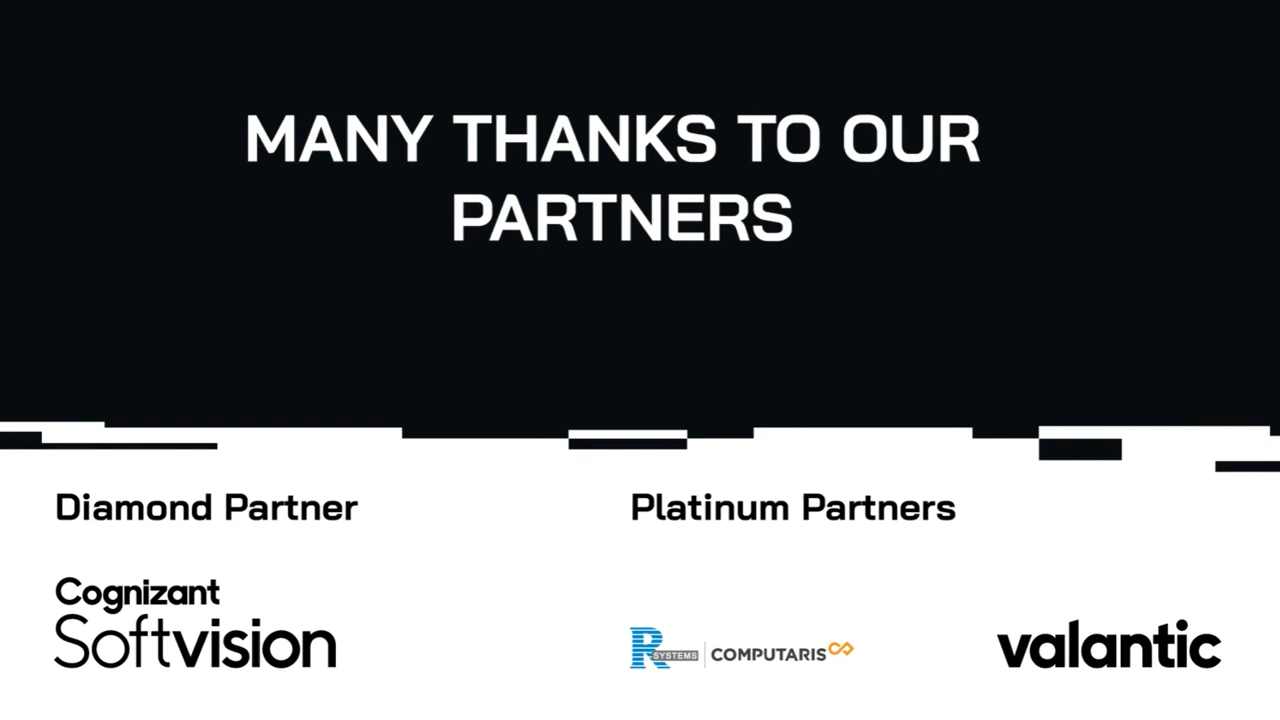 MANY THANKS TO OUR
PARTNERS
Diamond Partner
Platinum Partners
Cognizant
Softvision
R SYSTEMS
COMPUTARIS
valantic